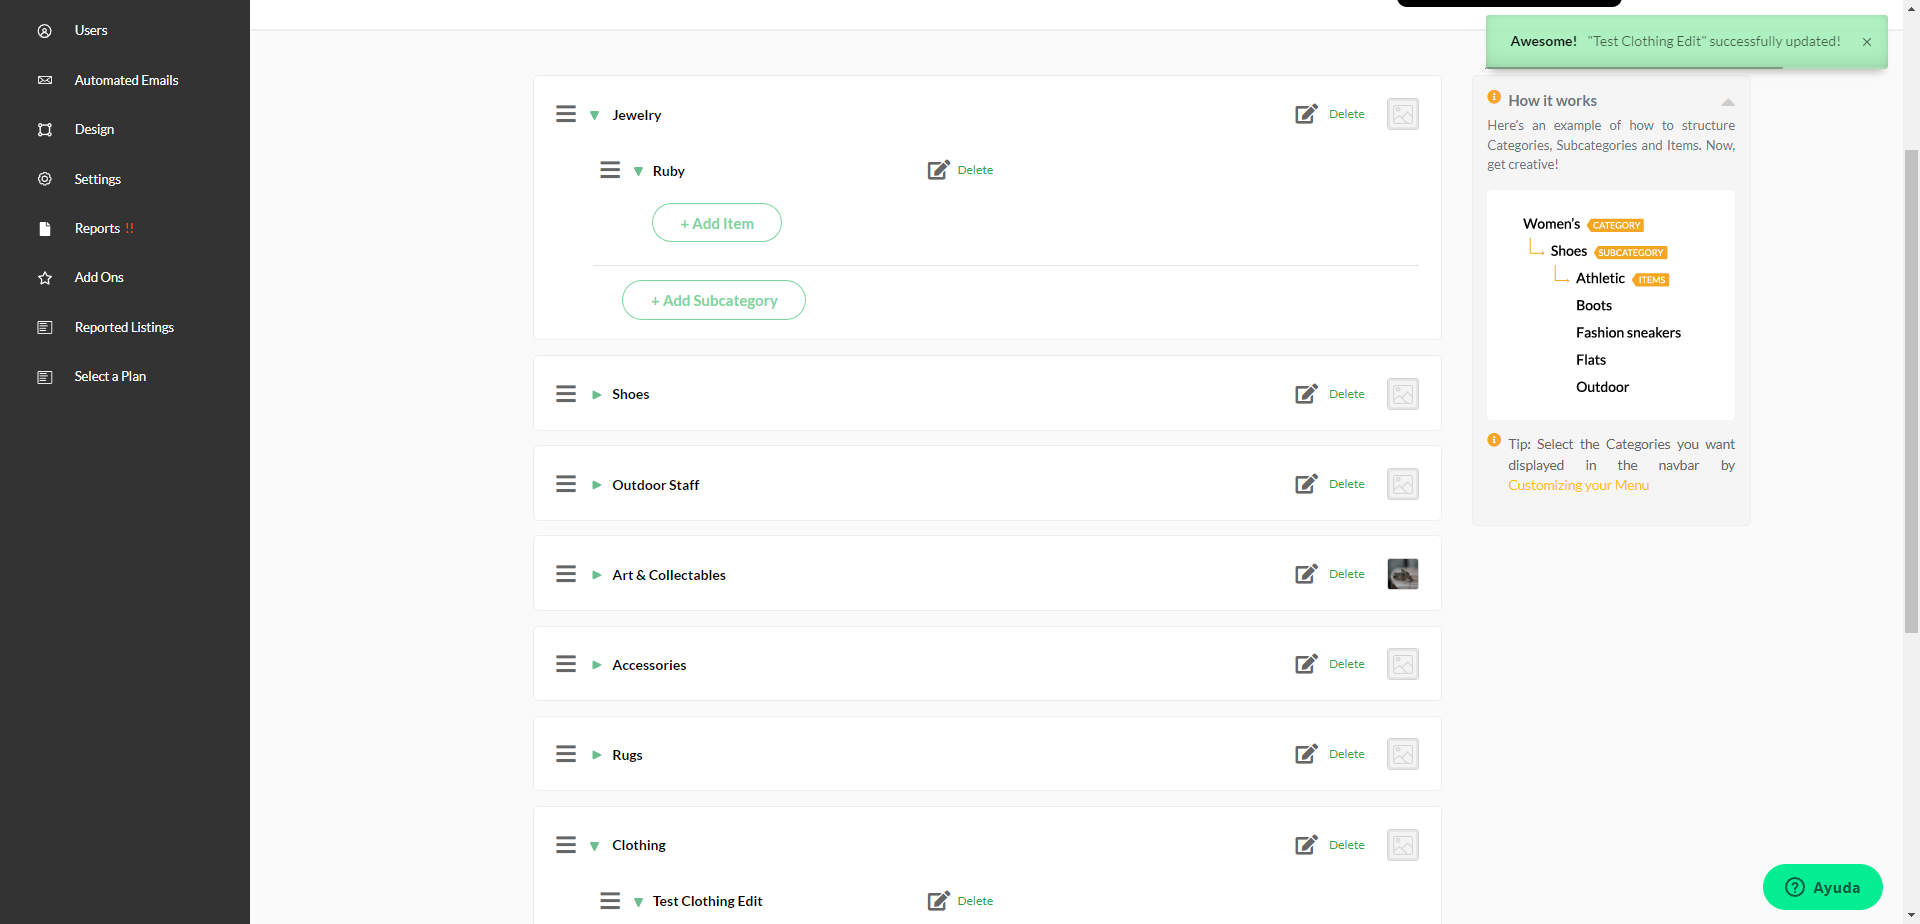 Users
Automated Emails
Design
Settings
Reports !!
Add Ons
Reported Listings
Select a Plan
Awesome! "Test Clothing Edit" successfully updated! ×
Jewelry
Delete
Ruby
Delete
+ Add Item
+ Add Subcategory
Shoes
Delete
Outdoor Staff
Delete
Art & Collectables
Delete
Accessories
Delete
Rugs
Delete
Clothing
Delete
Test Clothing Edit
Delete
How it works
Here's an example of how to structure
Categories, Subcategories and Items. Now,
get creative!
Women's CATEGORY
Shoes SUBCATEGORY
Athletic ITEMS
Boots
Fashion sneakers
Flats
Outdoor
Tip: Select the Categories you want
displayed in the navbar by
Customizing your Menu
Ayuda